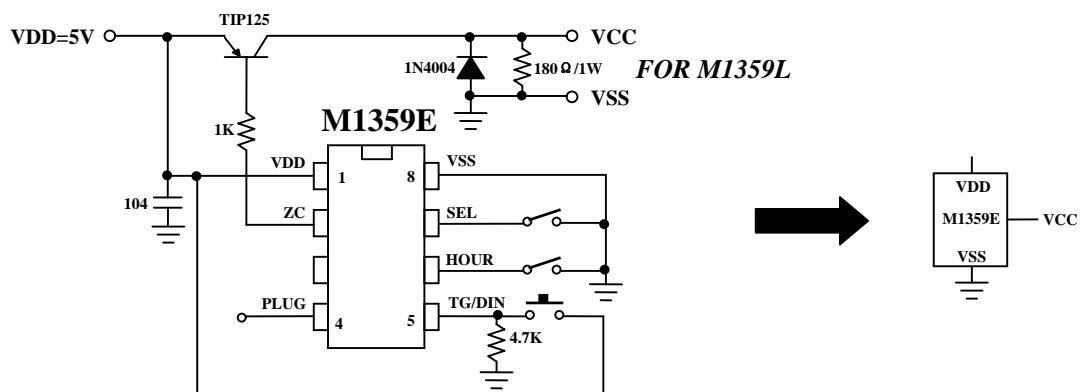 TIP125
VDD=5V
VCC
1N4004
180Ω/1W
FOR M1359L
VSS
1K
M1359E
VDD
1
8
VSS
104
ZC
SEL
HOUR
PLUG
4
5
TG/DIN
4.7K
VDD
M1359E
VCC
VSS